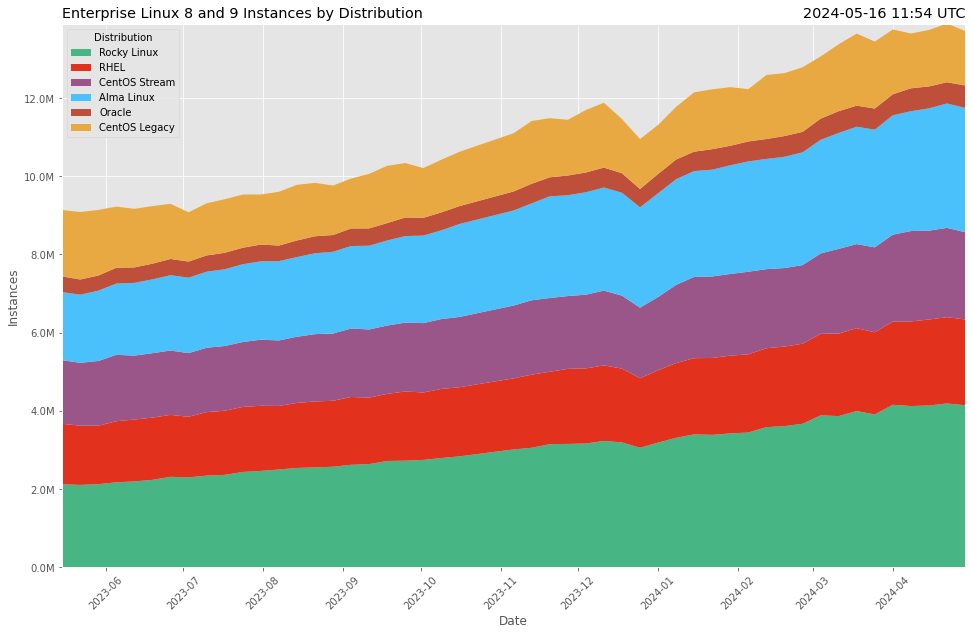 Enterprise Linux 8 and 9 Instances by Distribution
2024-05-16 11:54 UTC
Distribution
Rocky Linux
RHEL
CentOS Stream
Alma Linux
Oracle
CentOS Legacy
12.0M
10.0M
8.0M
6.0M
4.0M
2.0M
0.0M
Instances
2023-06
2023-07
2023-08
2023-09
2023-10
2023-11
2023-12
2024-01
2024-02
2024-03
2024-04
Date